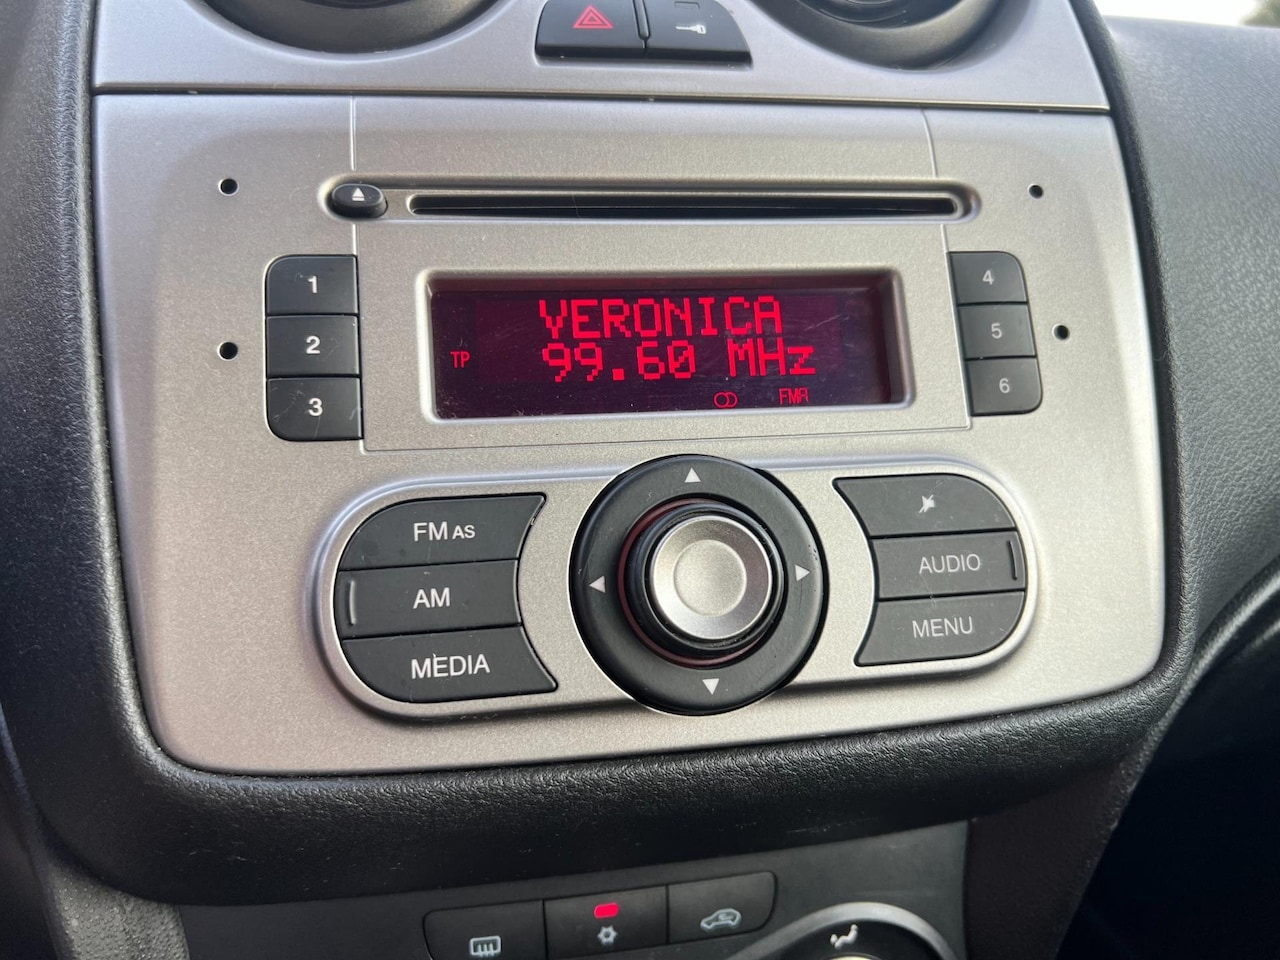 1
2
3
4
5
6
VERONICA
TP 99.60 MHz
FMA
FM AS
AM
MEDIA
AUDIO
MENU